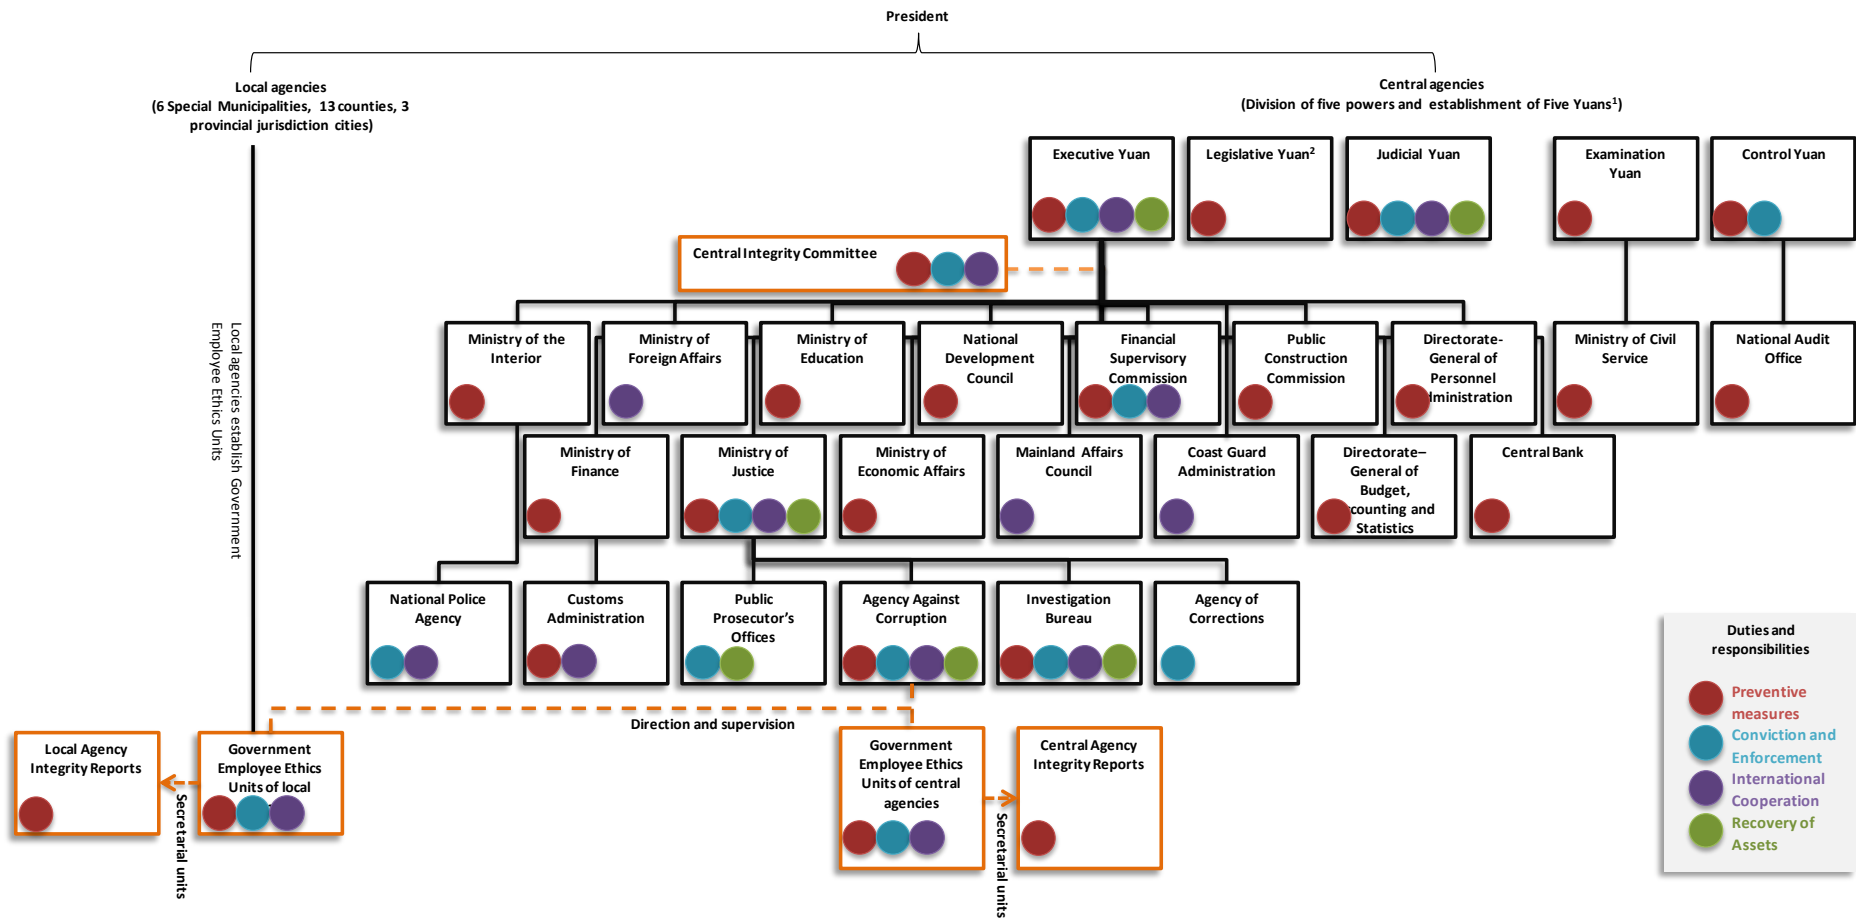 President
Local agencies
(6 Special Municipalities, 13 counties, 3
provincial jurisdiction cities)
Central agencies
(Division of five powers and establishment of Five Yuans¹)
Executive Yuan
Legislative Yuan²
Judicial Yuan
Examination
Yuan
Control Yuan
Central Integrity Committee
Local agencies establish Government
Employee Ethics Units
Ministry of the
Interior
Ministry of
Foreign Affairs
Ministry of
Education
National
Development
Council
Financial
Supervisory
Commission
Public
Construction
Commission
Directorate-
General of
Personnel
dministration
Ministry of Civil
Service
National Audit
Office
Ministry of
Finance
Ministry of
Justice
Ministry of
Economic Affairs
Mainland Affairs
Council
Coast Guard
Administration
Directorate–
General of
Budget,
counting and
Statistics
Central Bank
National Police
Agency
Customs
Administration
Public
Prosecutor's
Offices
Agency Against
Corruption
Investigation
Bureau
Agency of
Corrections
Direction and supervision
Local Agency
Integrity Reports
Secretarial units
Government
Employee Ethics
Units of local
Government
Employee Ethics
Units of central
agencies
Secretarial units
Central Agency
Integrity Reports
Duties and
responsibilities
Preventive
measures
Conviction and
Enforcement
International
Cooperation
Recovery of
Assets